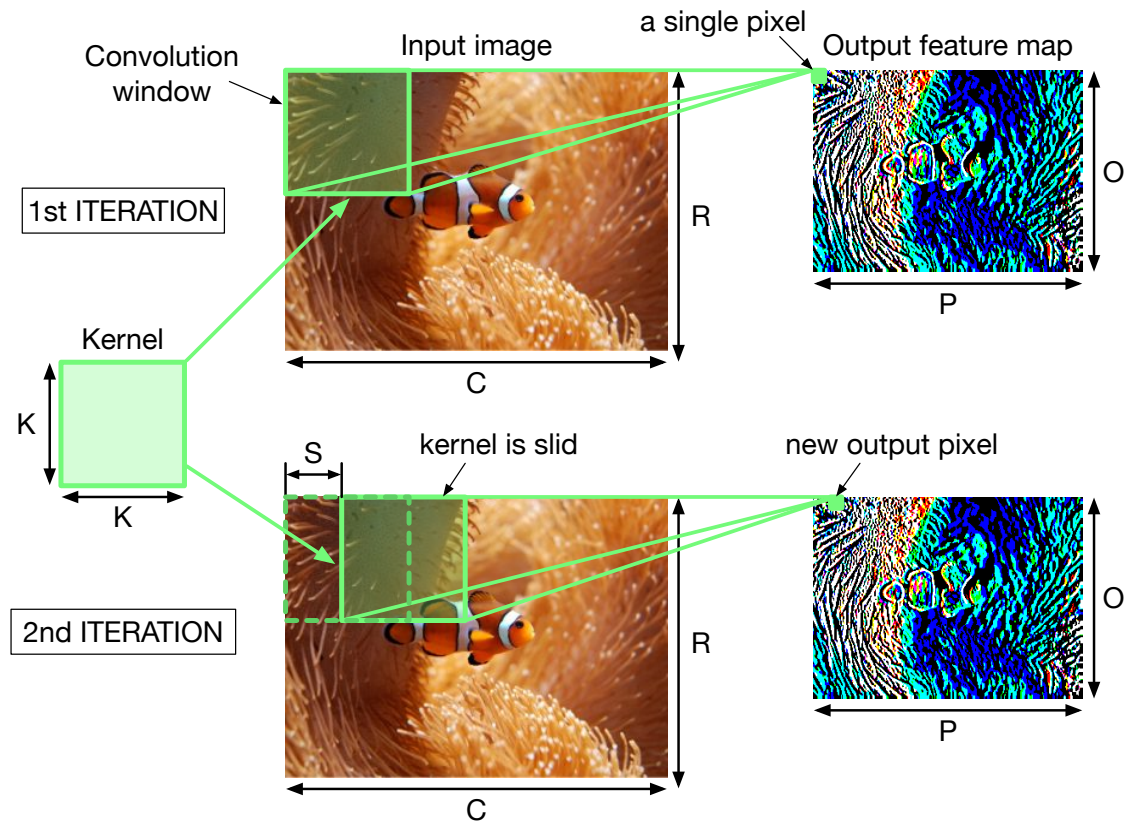 a single pixel
Input image
Output feature map
Convolution
window
1st ITERATION
R
O
P
Kernel
C
K
K
S
kernel is slid
new output pixel
R
O
2nd ITERATION
P
C